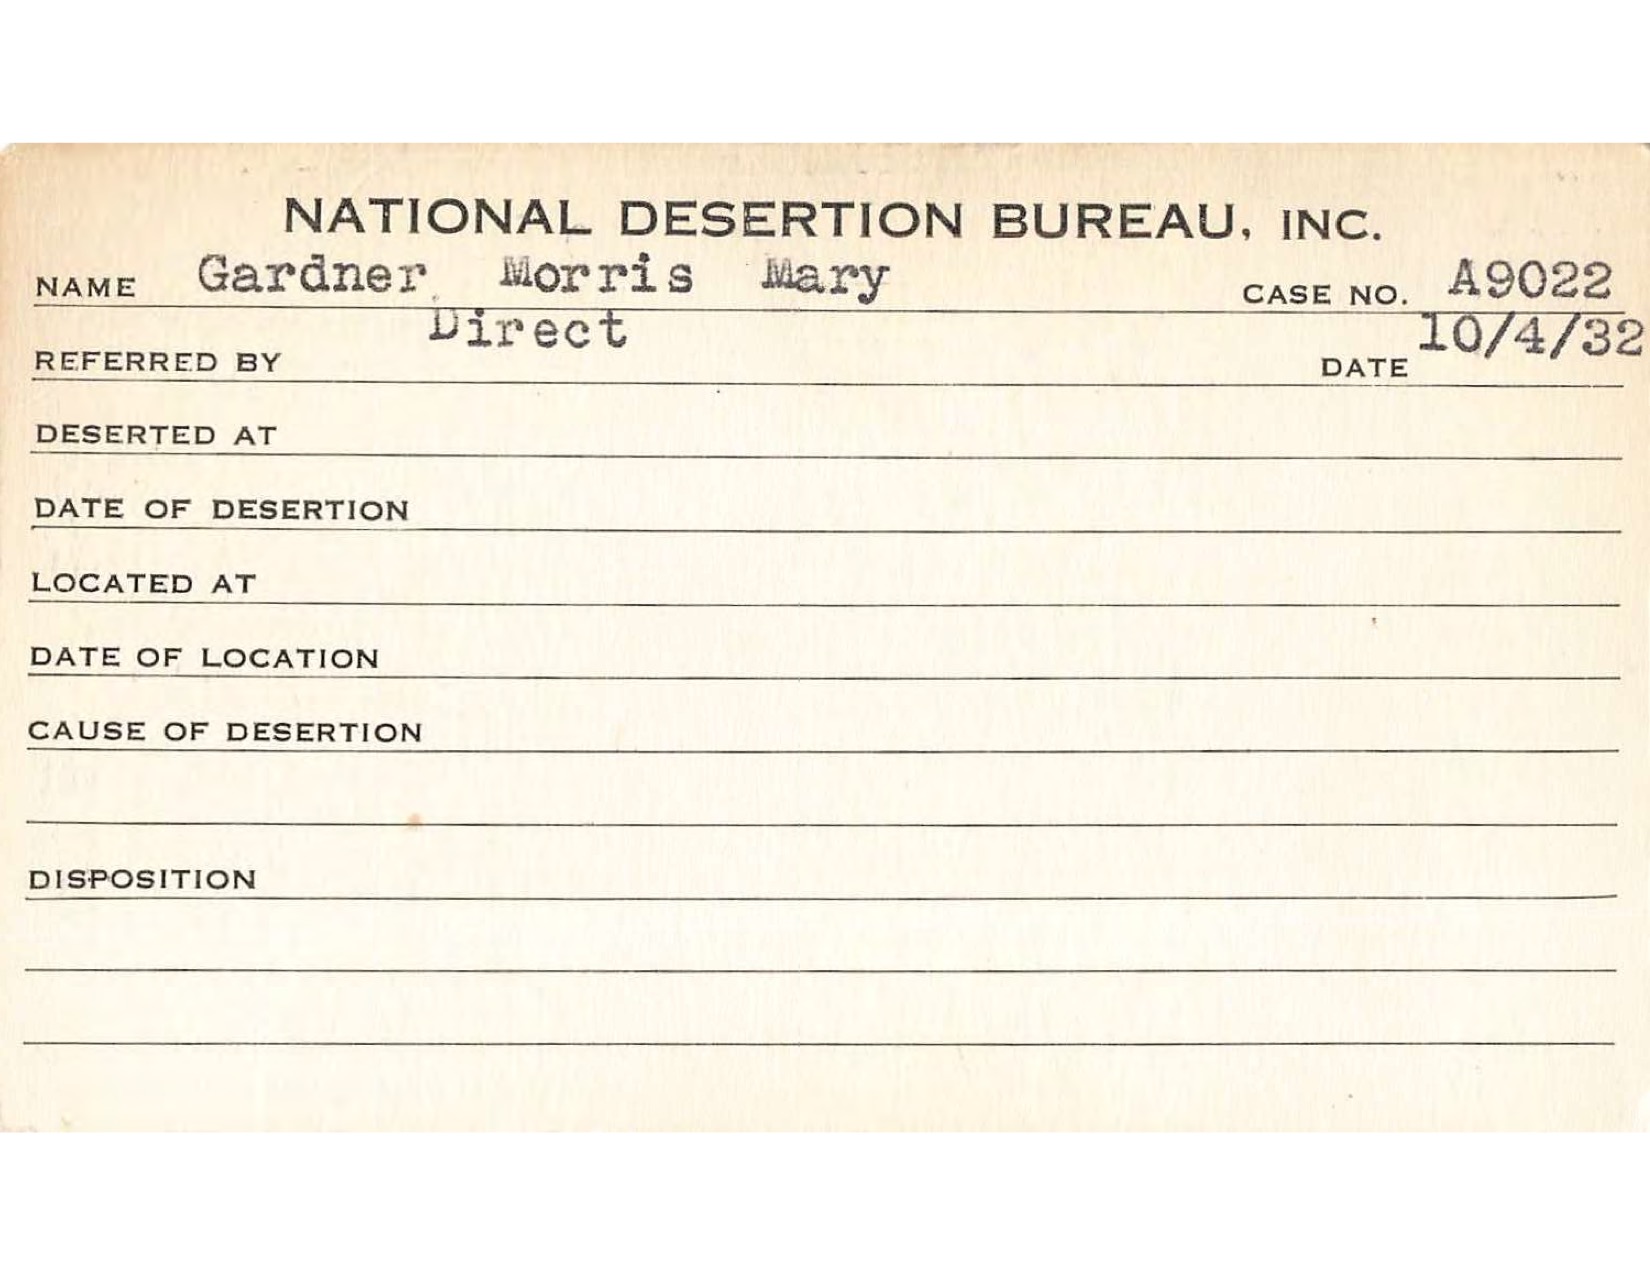 NATIONAL DESERTION BUREAU, INC.
NAME Gardner Morris Mary CASE NO. A9022
REFERRED BY Direct DATE 10/4/32
DESERTED AT
DATE OF DESERTION
LOCATED AT
DATE OF LOCATION
CAUSE OF DESERTION
DISPOSITION